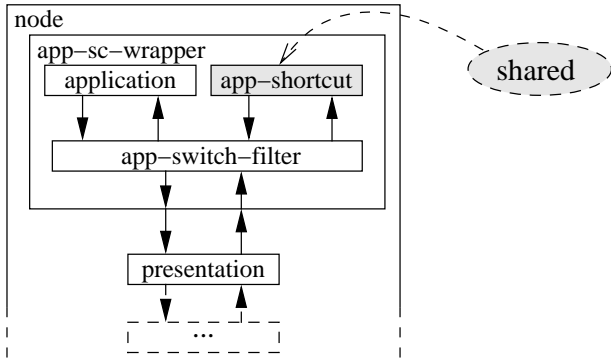 node
app−sc−wrapper
application
app−shortcut
shared
app−switch−filter
presentation
...